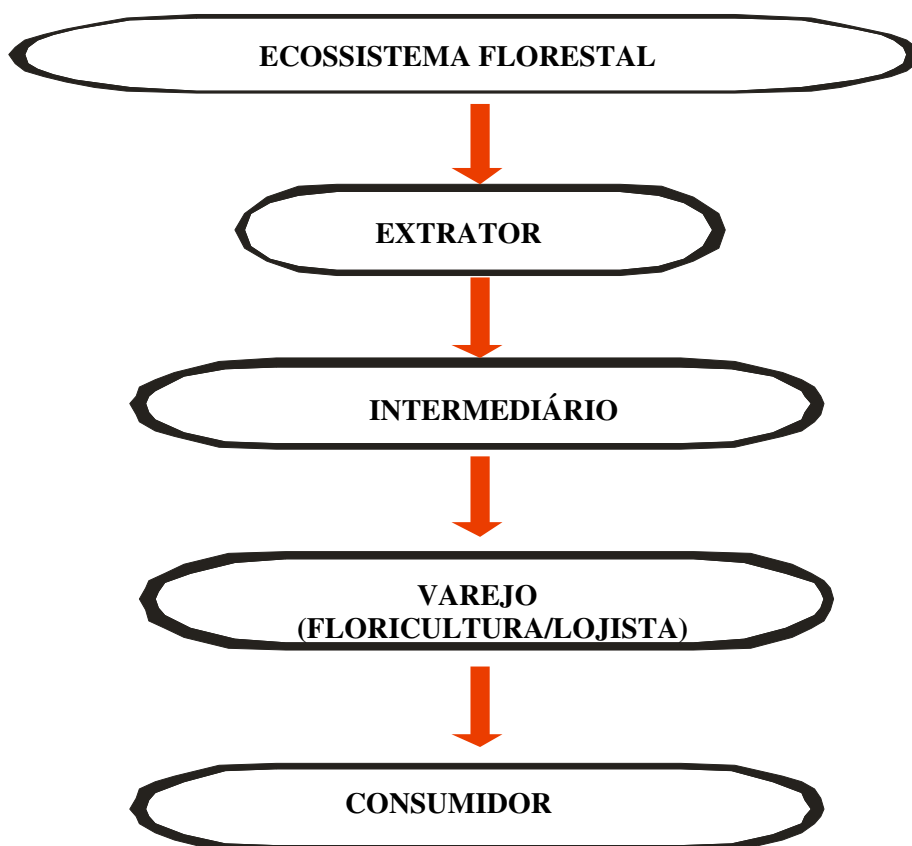 ECOSSISTEMA FLORESTAL
EXTRATOR
INTERMEDIÁRIO
VAREJO
(FLORICULTURA/LOJISTA)
CONSUMIDOR